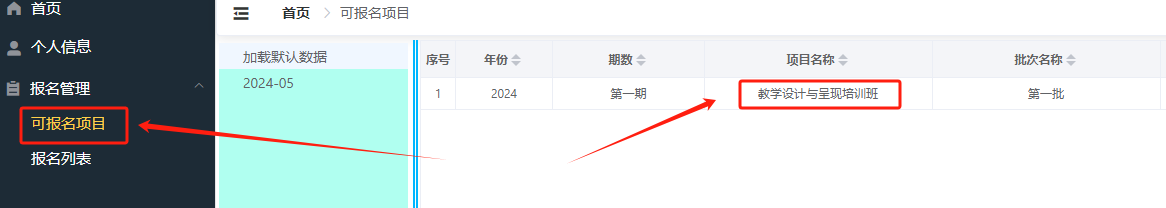 首页
个人信息
报名管理
可报名项目
报名列表
首页 > 可报名项目
加载默认数据
2024-05
序号 年份 期数 项目名称 批次名称
1 2024 第一期 教学设计与呈现培训班 第一批